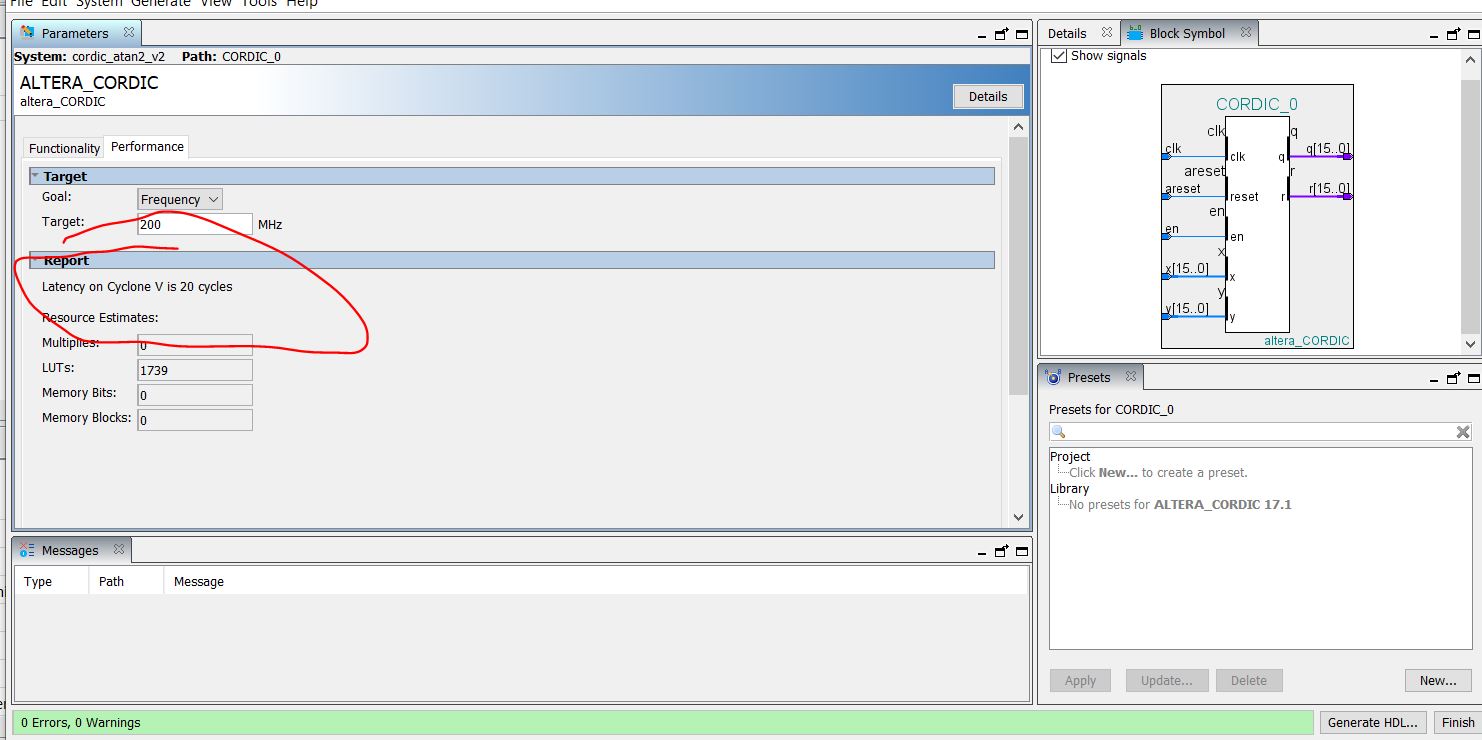 File Edit System Generate View Tools Help
Parameters
System: cordic_atan2_v2 Path: CORDIC_0
ALTERA_CORDIC
altera_CORDIC
Details
Functionality Performance
Target
Goal: Frequency
Target: 200 MHz
Report
Latency on Cyclone V is 20 cycles
Resource Estimates:
Multiplies: 0
LUTs: 1739
Memory Bits: 0
Memory Blocks: 0
Messages
Type Path Message
0 Errors, 0 Warnings
Details Block Symbol
Show signals
CORDIC_0
clk q
clk q[15..0]
clk q
areset r
areset r[15..0]
reset r
en
en
en
x
x[15..0]
x
y
y[15..0]
y
altera_CORDIC
Presets
Presets for CORDIC_0
Project
Click New... to create a preset.
Library
No presets for ALTERA_CORDIC 17.1
Apply Update... Delete New...
Generate HDL... Finish